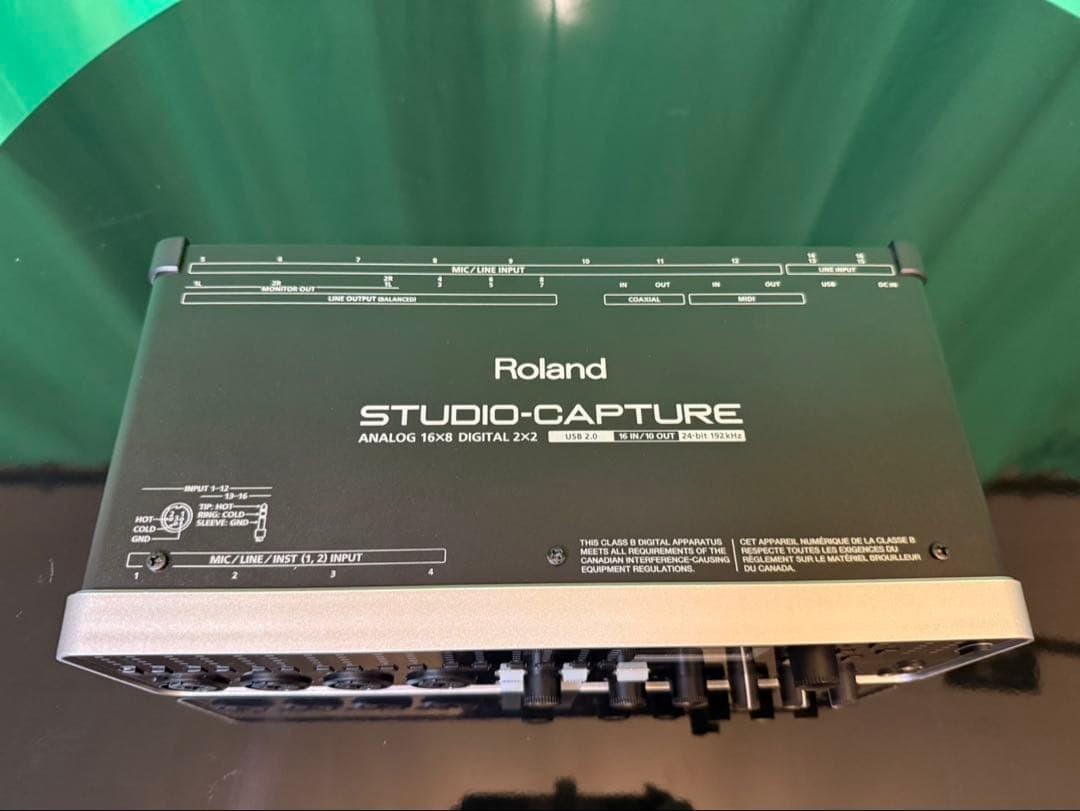 5 6 7 8 9 10 11 12
MIC/LINE INPUT
LINE INPUT
1L 2R 2R 1L 4 3 6 5 8 7
MONITOR OUT
LINE OUTPUT (BALANCED)
IN OUT IN OUT USB DC IN
COAXIAL MIDI
Roland
STUDIO-CAPTURE
ANALOG 16×8 DIGITAL 2×2 USB 2.0 16 IN/10 OUT 24-bit 192kHz
INPUT 1–12
13–16
TIP: HOT
RING: COLD
SLEEVE: GND
HOT
COLD
GND
MIC/LINE/INST (1, 2) INPUT
1 2 3 4
THIS CLASS B DIGITAL APPARATUS
MEETS ALL REQUIREMENTS OF THE
CANADIAN INTERFERENCE-CAUSING
EQUIPMENT REGULATIONS.
CET APPAREIL NUMÉRIQUE DE LA CLASSE B
RESPECTE TOUTES LES EXIGENCES DU
RÈGLEMENT SUR LE MATÉRIEL BROUILLEUR
DU CANADA.